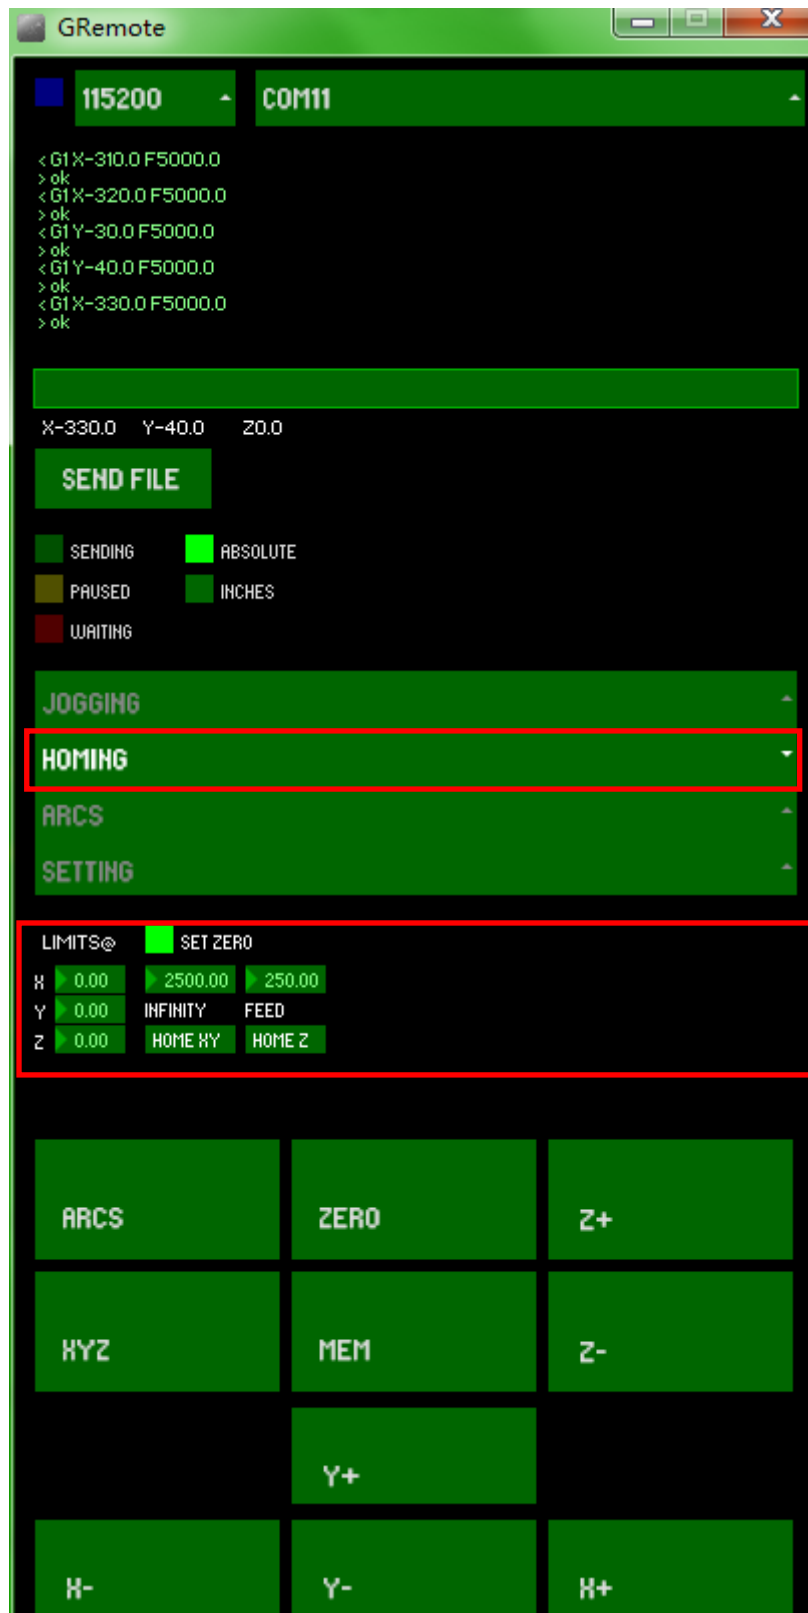 GRemote
115200 COM11
< G1 X-310.0 F5000.0
> ok
< G1 X-320.0 F5000.0
> ok
< G1 Y-30.0 F5000.0
> ok
< G1 Y-40.0 F5000.0
> ok
< G1 X-330.0 F5000.0
> ok
X-330.0 Y-40.0 Z0.0
SEND FILE
SENDING ABSOLUTE
PAUSED INCHES
WAITING
JOGGING
HOMING
ARCS
SETTING
LIMITS@ SET ZERO
X 0.00 2500.00 250.00
Y 0.00 INFINITY FEED
Z 0.00 HOME XY HOME Z
ARCS ZERO Z+
XYZ MEM Z-
Y+
X- Y- X+